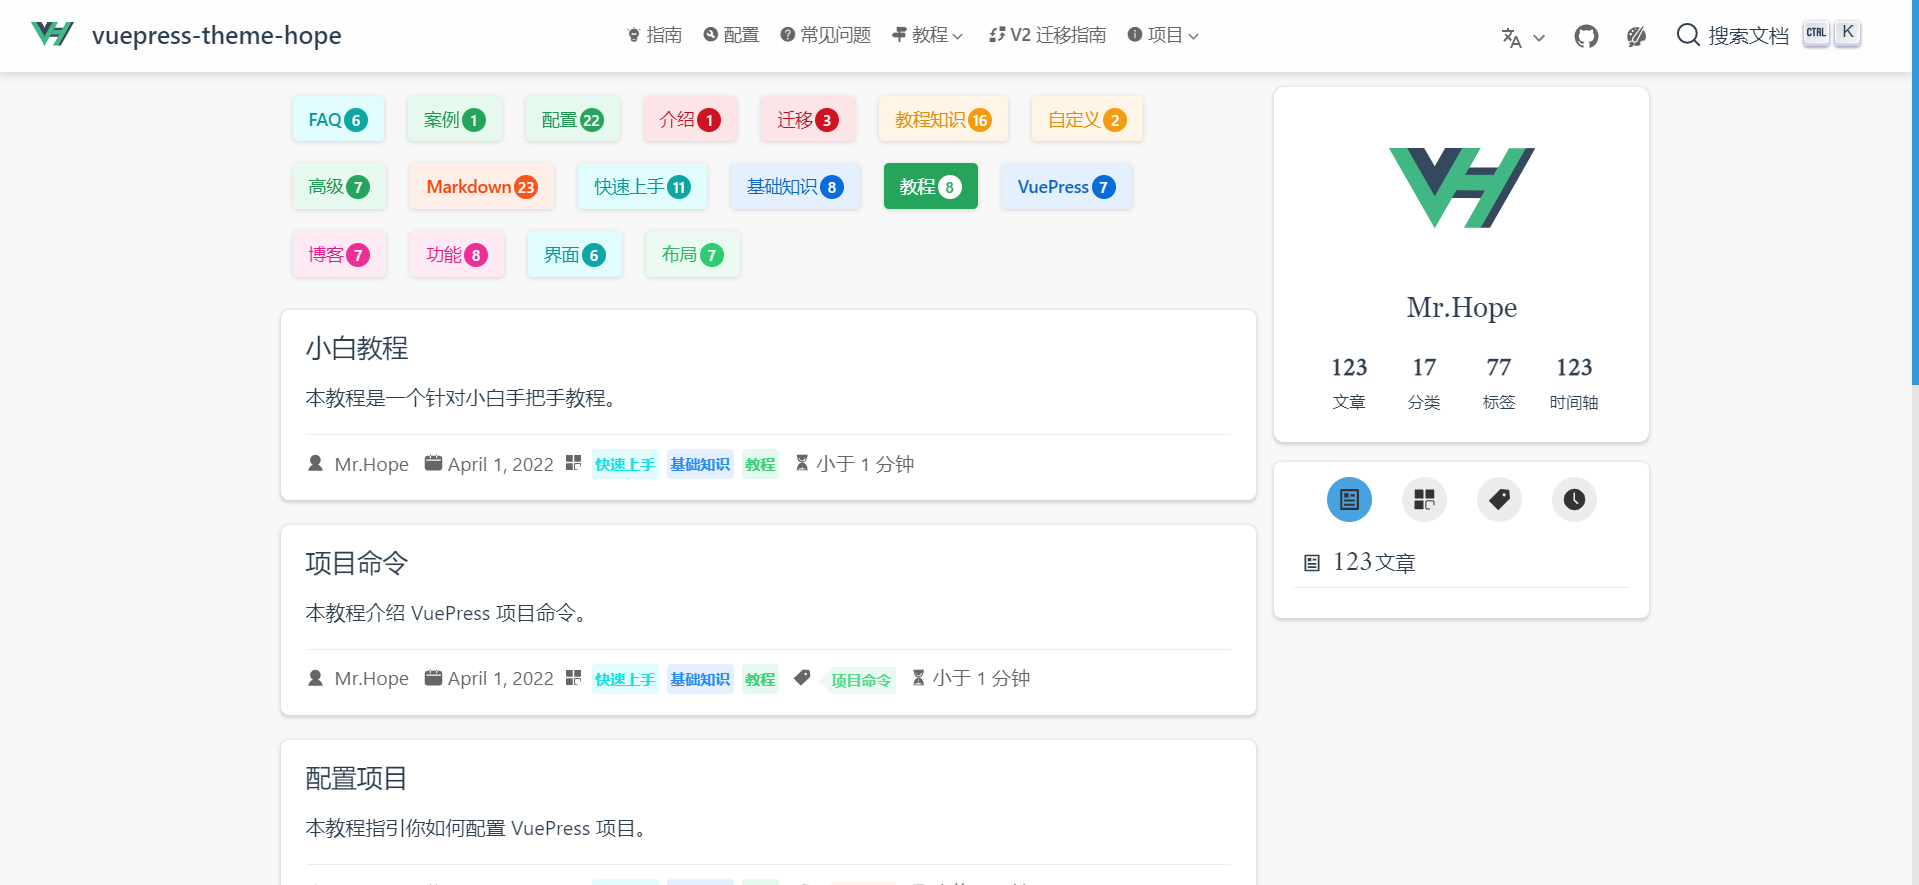 vuepress-theme-hope
指南 配置 常见问题 教程 V2 迁移指南 项目
搜索文档 CTRL K
FAQ 6 案例 1 配置 22 介绍 1 迁移 3 教程知识 16 自定义 2
高级 7 Markdown 23 快速上手 11 基础知识 8 教程 8 VuePress 7
博客 7 功能 8 界面 6 布局 7
小白教程
本教程是一个针对小白手把手教程。
Mr.Hope April 1, 2022 快速上手 基础知识 教程 小于 1 分钟
项目命令
本教程介绍 VuePress 项目命令。
Mr.Hope April 1, 2022 快速上手 基础知识 教程 项目命令 小于 1 分钟
配置项目
本教程指引你如何配置 VuePress 项目。
Mr.Hope
123 17 77 123
文章 分类 标签 时间轴
123 文章